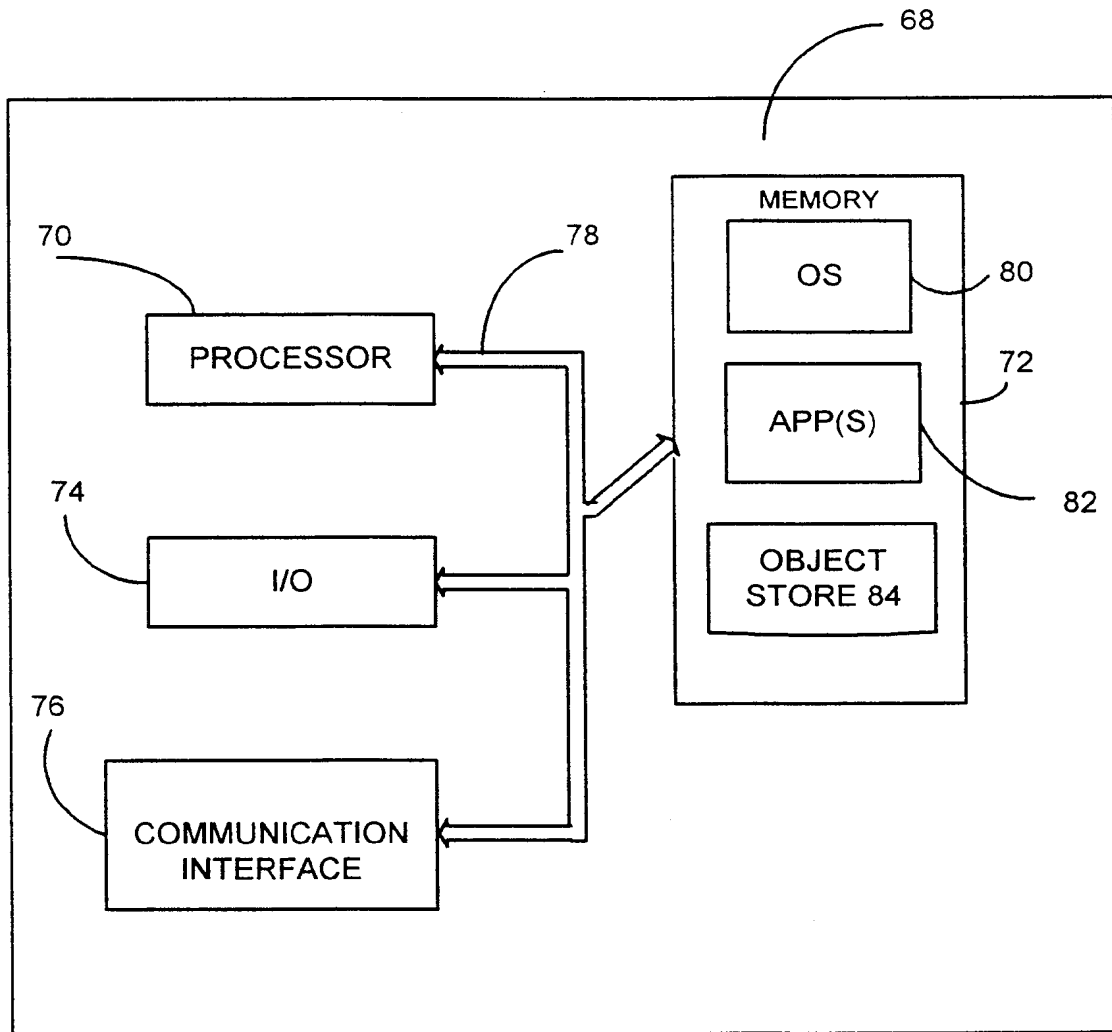 68
MEMORY
70
78
OS
80
PROCESSOR
72
APP(S)
74
82
I/O
OBJECT
STORE 84
76
COMMUNICATION
INTERFACE